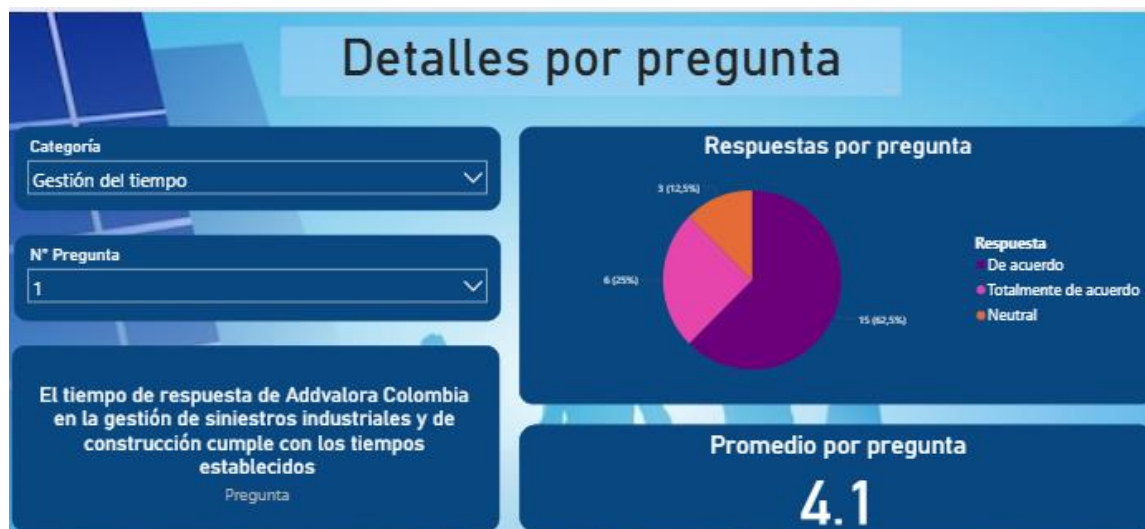 Detalles por pregunta
Categoría
Gestión del tiempo
N° Pregunta
1
El tiempo de respuesta de Addvalora Colombia
en la gestión de siniestros industriales y de
construcción cumple con los tiempos
establecidos
Pregunta
Respuestas por pregunta
3 (12,5%)
6 (25%)
15 (62,5%)
Respuesta
De acuerdo
Totalmente de acuerdo
Neutral
Promedio por pregunta
4.1